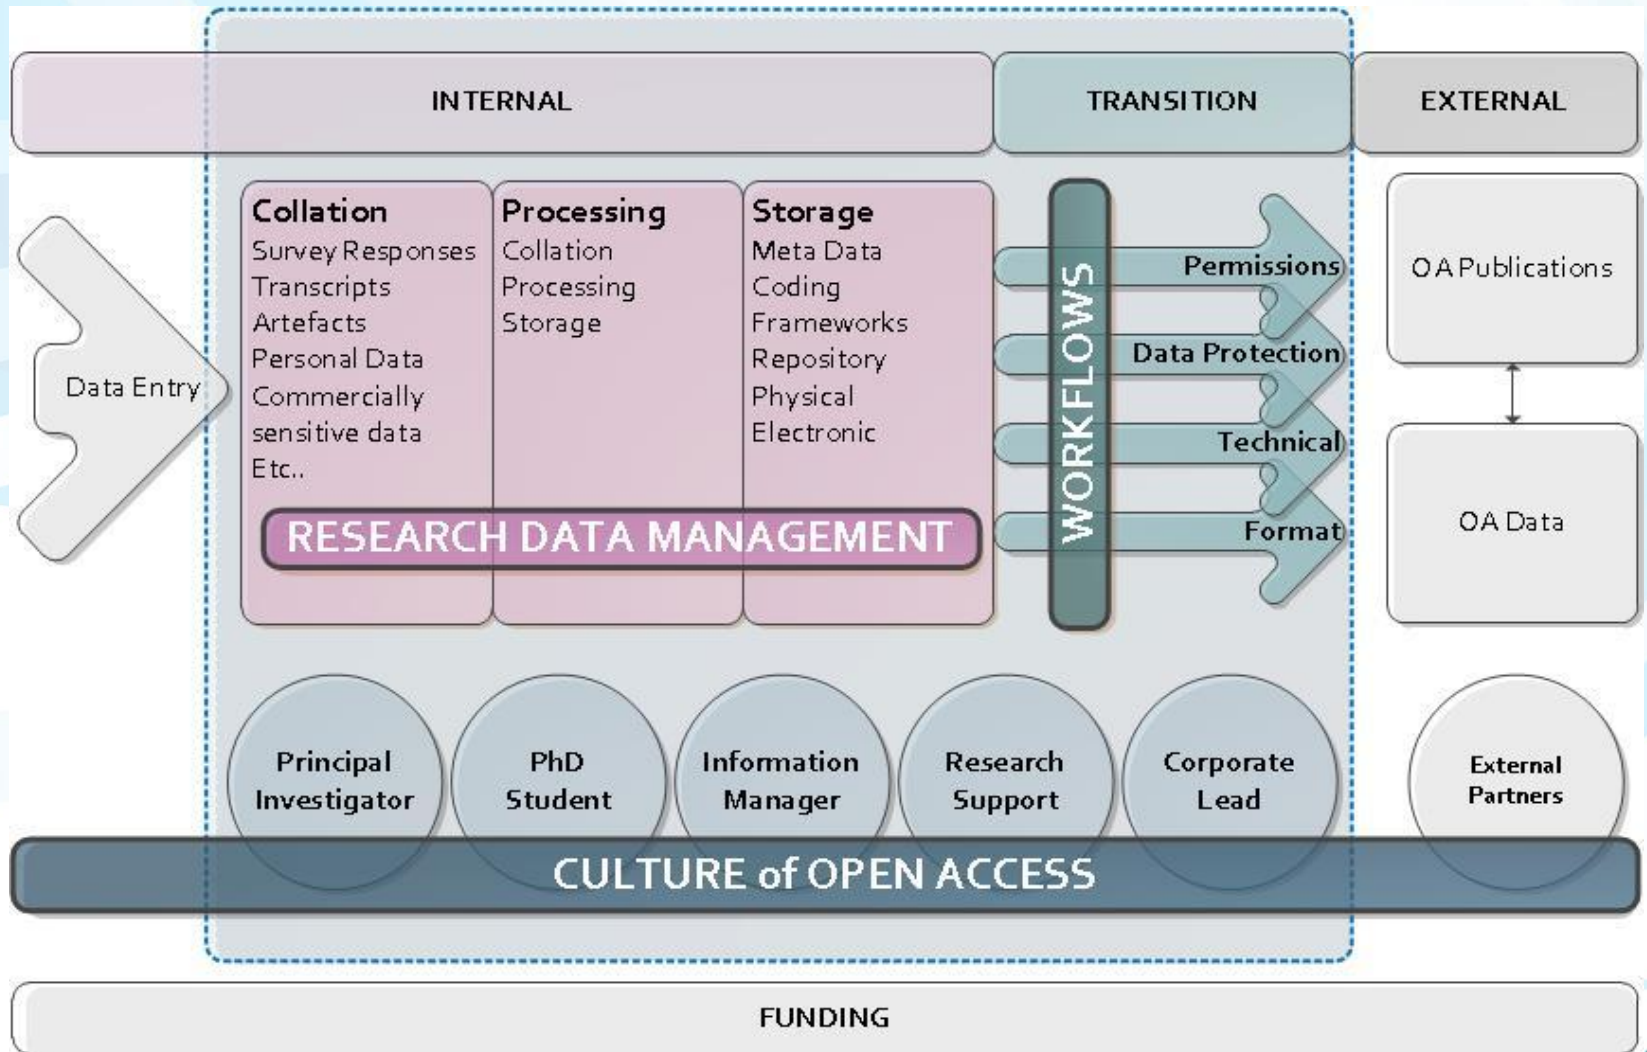 INTERNAL
TRANSITION
EXTERNAL
Data Entry
Collation
Survey Responses
Transcripts
Artefacts
Personal Data
Commercially
sensitive data
Etc..
Processing
Collation
Processing
Storage
Storage
Meta Data
Coding
Frameworks
Repository
Physical
Electronic
RESEARCH DATA MANAGEMENT
WORKFLOWS
Permissions
Data Protection
Technical
Format
OA Publications
OA Data
Principal
Investigator
PhD
Student
Information
Manager
Research
Support
Corporate
Lead
External
Partners
CULTURE of OPEN ACCESS
FUNDING